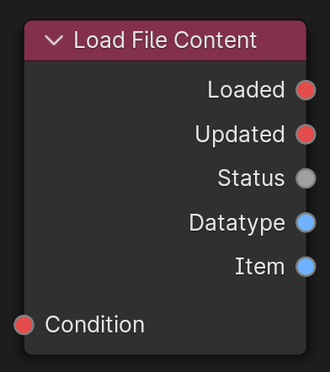 Load File Content
Loaded
Updated
Status
Datatype
Item
Condition